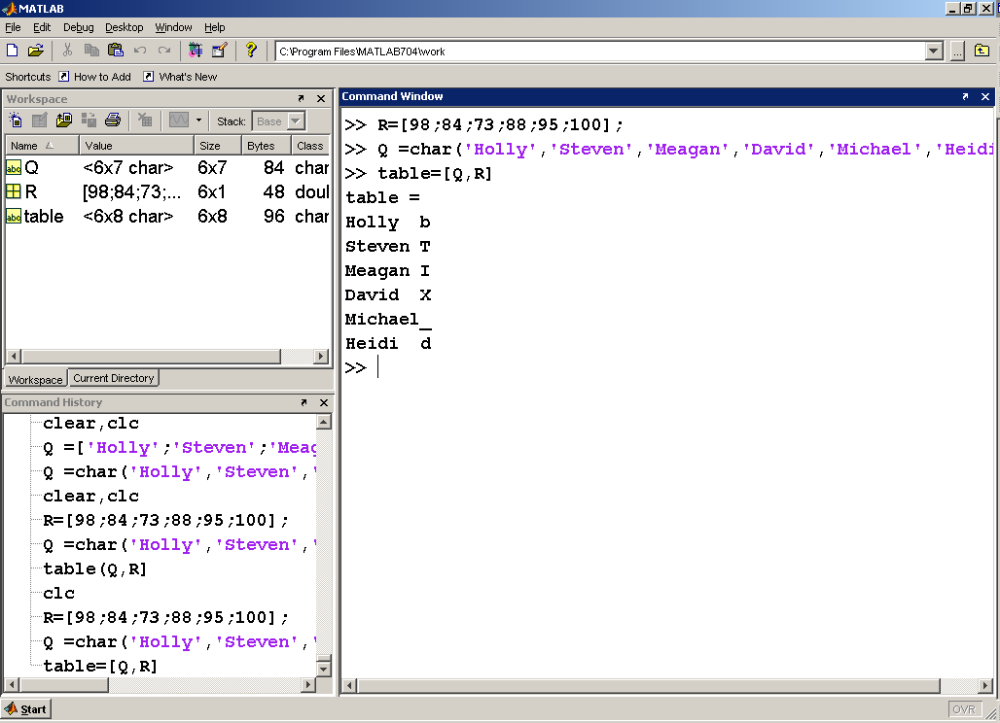 MATLAB
File Edit Debug Desktop Window Help
C:\Program Files\MATLAB704\work
...
Shortcuts How to Add What's New
Workspace
Stack: Base
Name Value Size Bytes Class
abc Q <6x7 char> 6x7 84 char
R [98;84;73;... 6x1 48 doul
abc table <6x8 char> 6x8 96 char
Workspace Current Directory
Command History
clear,clc
Q =['Holly';'Steven';'Meag
Q =char('Holly','Steven','
clear,clc
R=[98;84;73;88;95;100];
Q =char('Holly','Steven','
table(Q,R]
clc
R=[98;84;73;88;95;100];
Q =char('Holly','Steven','
table=[Q,R]
Command Window
>> R=[98;84;73;88;95;100];
>> Q =char('Holly','Steven','Meagan','David','Michael','Heidi
>> table=[Q,R]
table =
Holly  b
Steven T
Meagan I
David  X
Michael_
Heidi  d
>>
Start
OVR